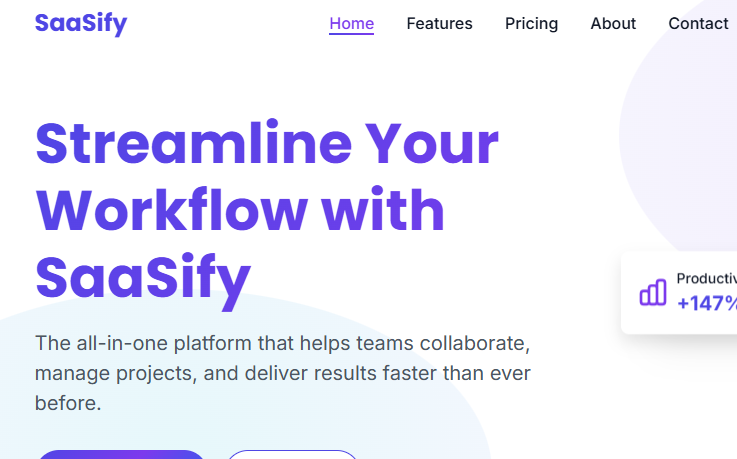 SaaSify
Home Features Pricing About Contact
Streamline Your
Workflow with
SaaSify
The all-in-one platform that helps teams collaborate,
manage projects, and deliver results faster than ever
before.
+147%